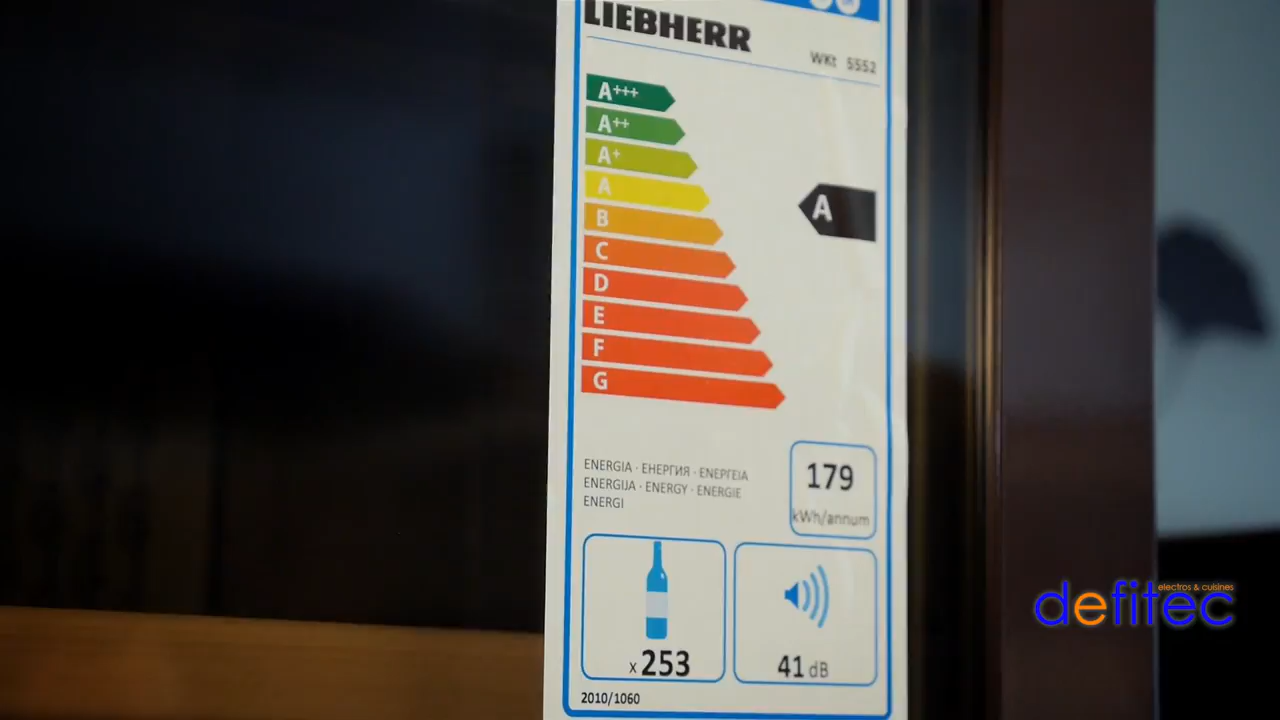 LIEBHERR
WKt 5552
A+++
A++
A+
A
A
B
C
D
E
F
G
ENERGIA · ЕНЕРГИЯ · ΕΝΕΡΓΕΙΑ
ENERGIJA · ENERGY · ENERGIE
ENERGI
179
kWh/annum
x 253
41 dB
2010/1060
electros & cuisines
defitec